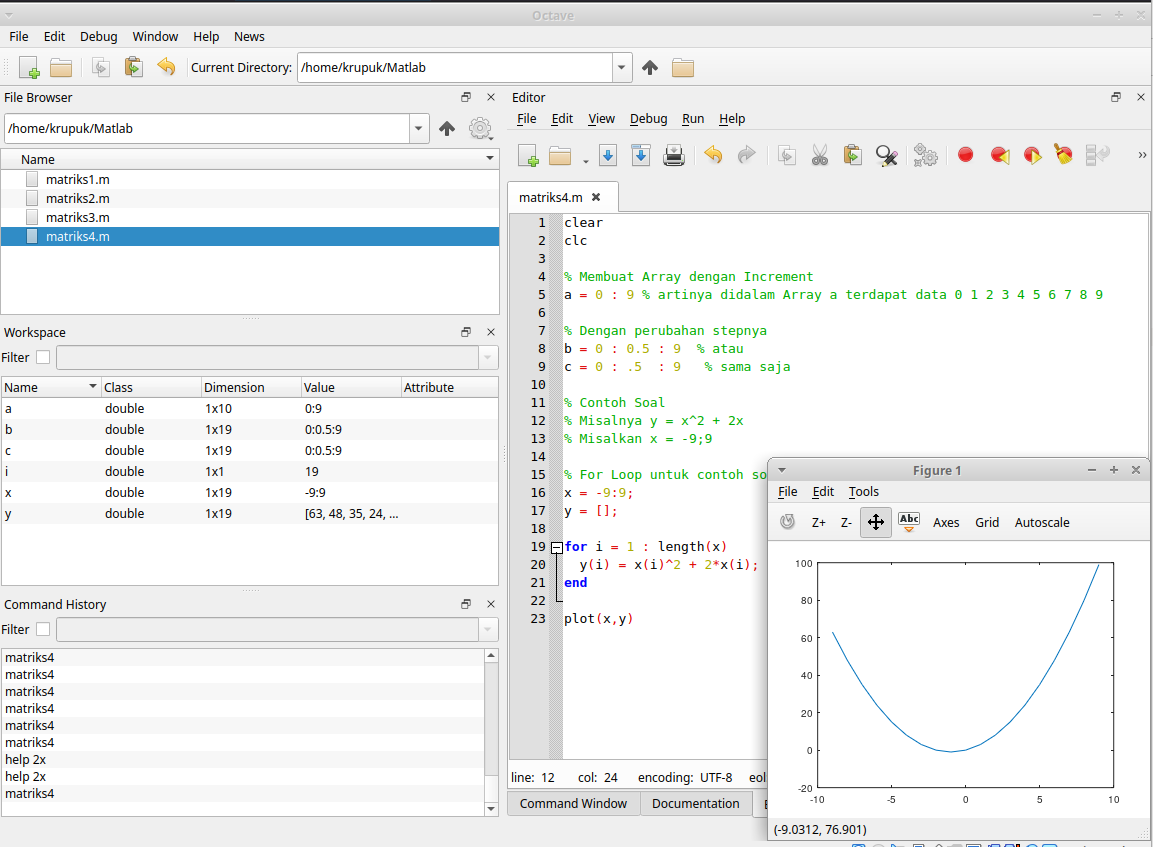 Octave
File Edit Debug Window Help News
Current Directory: /home/krupuk/Matlab
File Browser
/home/krupuk/Matlab
Name
matriks1.m
matriks2.m
matriks3.m
matriks4.m
Workspace
Filter
Name Class Dimension Value Attribute
a double 1x10 0:9
b double 1x19 0:0.5:9
c double 1x19 0:0.5:9
i double 1x1 19
x double 1x19 -9:9
y double 1x19 [63, 48, 35, 24, ...
Command History
Filter
matriks4
matriks4
matriks4
matriks4
matriks4
matriks4
help 2x
help 2x
matriks4
Editor
File Edit View Debug Run Help
»
matriks4.m
1 clear
2 clc
3
4 % Membuat Array dengan Increment
5 a = 0 : 9 % artinya didalam Array a terdapat data 0 1 2 3 4 5 6 7 8 9
6
7 % Dengan perubahan stepnya
8 b = 0 : 0.5 : 9 % atau
9 c = 0 : .5 : 9 % sama saja
10
11 % Contoh Soal
12 % Misalnya y = x^2 + 2x
13 % Misalkan x = -9;9
14
15 % For Loop untuk contoh so
16 x = -9:9;
17 y = [];
18
19 for i = 1 : length(x)
20 y(i) = x(i)^2 + 2*x(i);
21 end
22
23 plot(x,y)
line: 12 col: 24 encoding: UTF-8 eol
Command Window Documentation
Figure 1
File Edit Tools
Z+ Z- Abc Axes Grid Autoscale
100
80
60
40
20
0
-20
-10 -5 0 5 10
(-9.0312, 76.901)